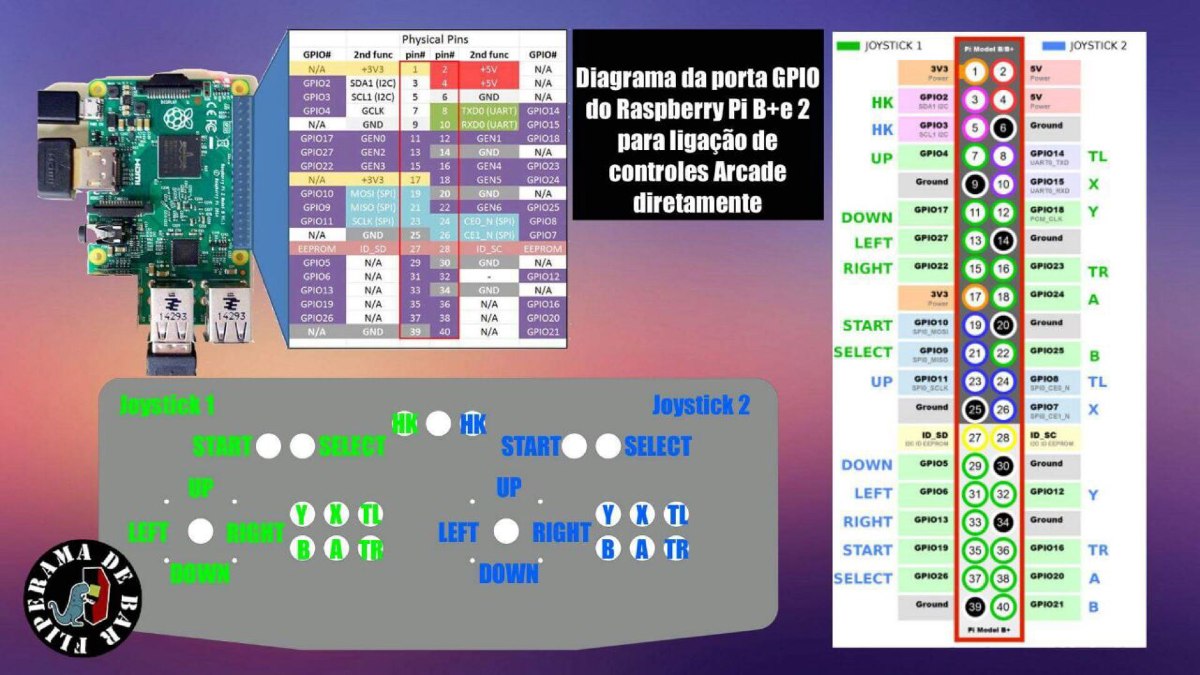 Physical Pins
GPIO# 2nd func pin# pin# 2nd func GPIO#
N/A +3V3 1 2 +5V N/A
GPIO2 SDA1 (I2C) 3 4 +5V N/A
GPIO3 SCL1 (I2C) 5 6 GND N/A
GPIO4 GCLK 7 8 TXD0 (UART) GPIO14
N/A GND 9 10 RXD0 (UART) GPIO15
GPIO17 GEN0 11 12 GEN1 GPIO18
GPIO27 GEN2 13 14 GND N/A
GPIO22 GEN3 15 16 GEN4 GPIO23
N/A +3V3 17 18 GEN5 GPIO24
GPIO10 MOSI (SPI) 19 20 GND N/A
GPIO9 MISO (SPI) 21 22 GEN6 GPIO25
GPIO11 SCLK (SPI) 23 24 CE0_N (SPI) GPIO8
N/A GND 25 26 CE1_N (SPI) GPIO7
EEPROM ID_SD 27 28 ID_SC EEPROM
GPIO5 N/A 29 30 GND N/A
GPIO6 N/A 31 32 - GPIO12
GPIO13 N/A 33 34 GND N/A
GPIO19 N/A 35 36 N/A GPIO16
GPIO26 N/A 37 38 N/A GPIO20
N/A GND 39 40 N/A GPIO21
HDMI
14293 14293
Diagrama da porta GPIO
do Raspberry Pi B+e 2
para ligação de
controles Arcade
diretamente
JOYSTICK 1 Pi Model B/B+ JOYSTICK 2
3V3 Power 1 2 5V Power
HK GPIO2 SDA1 I2C 3 4 5V Power
HK GPIO3 SCL1 I2C 5 6 Ground
UP GPIO4 7 8 GPIO14 UART0_TXD TL
Ground 9 10 GPIO15 UART0_RXD X
DOWN GPIO17 11 12 GPIO18 PCM_CLK Y
LEFT GPIO27 13 14 Ground
RIGHT GPIO22 15 16 GPIO23 TR
3V3 Power 17 18 GPIO24 A
START GPIO10 SPI0_MOSI 19 20 Ground
SELECT GPIO9 SPI0_MISO 21 22 GPIO25 B
UP GPIO11 SPI0_SCLK 23 24 GPIO8 SPI0_CE0_N TL
Ground 25 26 GPIO7 SPI0_CE1_N X
ID_SD I2C ID EEPROM 27 28 ID_SC I2C ID EEPROM
DOWN GPIO5 29 30 Ground
LEFT GPIO6 31 32 GPIO12 Y
RIGHT GPIO13 33 34 Ground
START GPIO19 35 36 GPIO16 TR
SELECT GPIO26 37 38 GPIO20 A
Ground 39 40 GPIO21 B
Pi Model B+
Joystick 1 Joystick 2
HK HK
START SELECT START SELECT
UP UP
Y X TL Y X TL
LEFT RIGHT LEFT RIGHT
B A TR B A TR
DOWN DOWN
FLIPERAMA DE BAR